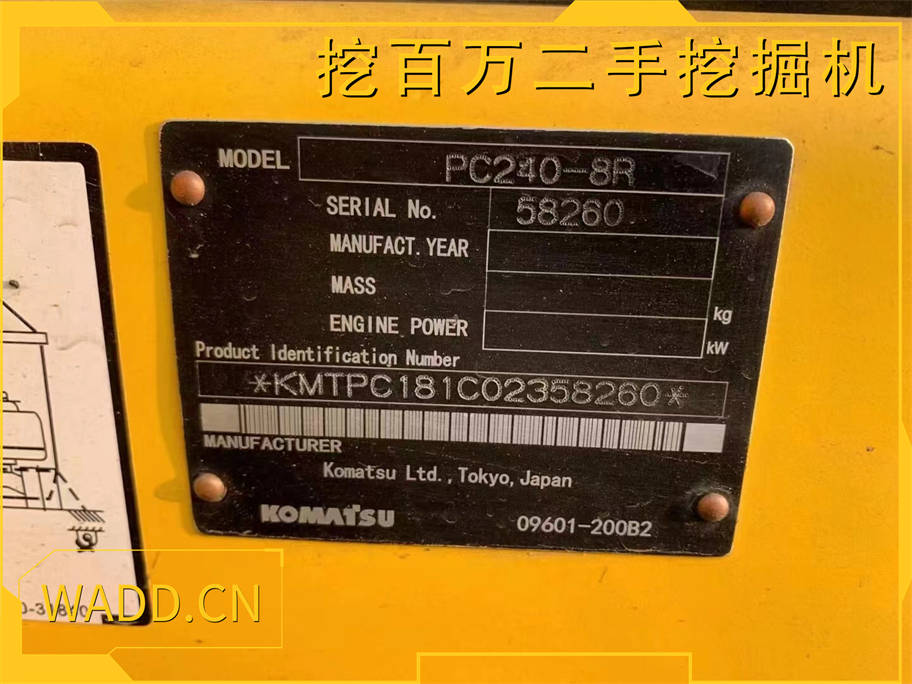 挖百万二手挖掘机
MODEL PC240-8R
SERIAL No. 58260
MANUFACT. YEAR
MASS kg
ENGINE POWER kW
Product Identification Number
*KMTPC181C02358260*
MANUFACTURER
Komatsu Ltd., Tokyo, Japan
KOMATSU 09601-200B2
WADD.CN